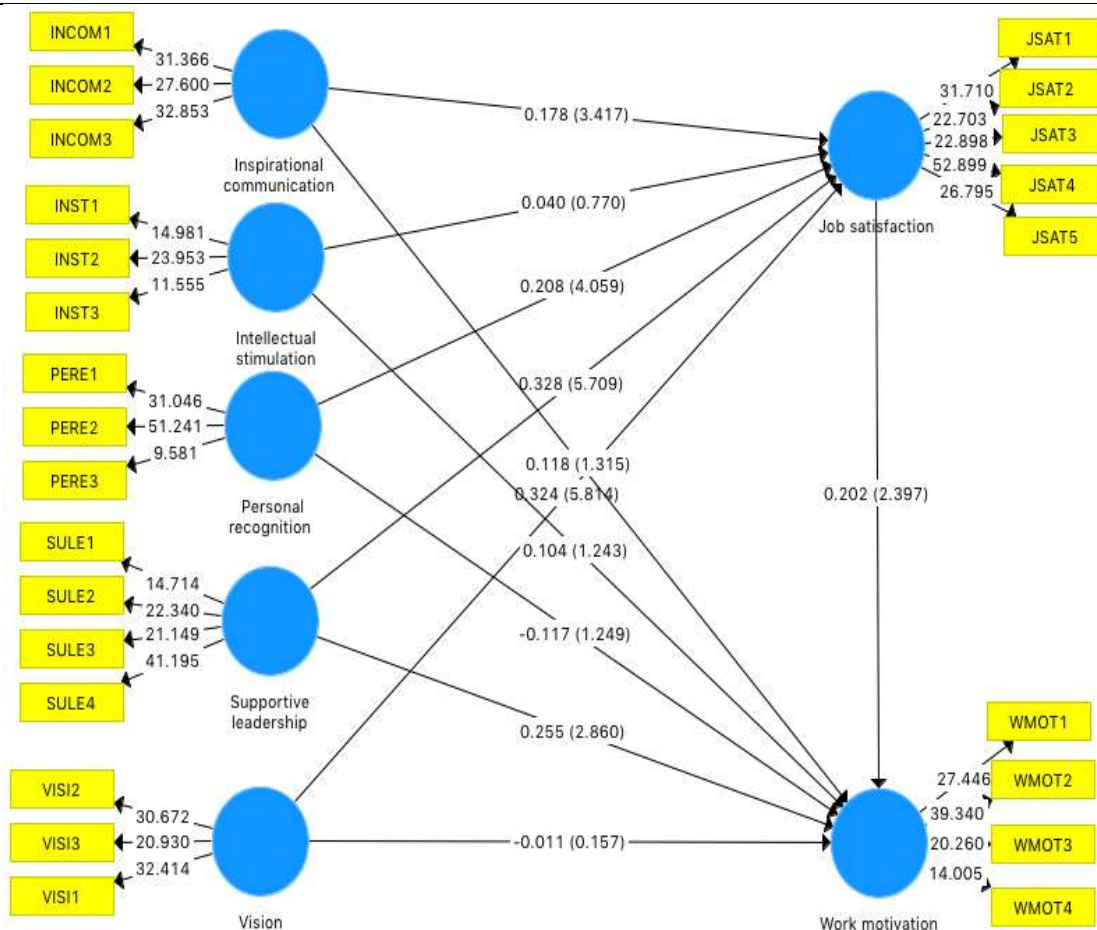 INCOM1
INCOM2
INCOM3
31.366
27.600
32.853
Inspirational
communication
INST1
INST2
INST3
14.981
23.953
11.555
Intellectual
stimulation
PERE1
PERE2
PERE3
31.046
51.241
9.581
Personal
recognition
SULE1
SULE2
SULE3
SULE4
14.714
22.340
21.149
41.195
Supportive
leadership
VISI2
VISI3
VISI1
30.672
20.930
32.414
Vision
0.178 (3.417)
0.040 (0.770)
0.208 (4.059)
0.328 (5.709)
0.118 (1.315)
0.324 (5.814)
0.104 (1.243)
-0.117 (1.249)
0.255 (2.860)
-0.011 (0.157)
0.202 (2.397)
Job satisfaction
31.710
22.703
22.898
52.899
26.795
JSAT1
JSAT2
JSAT3
JSAT4
JSAT5
Work motivation
27.446
39.340
20.260
14.005
WMOT1
WMOT2
WMOT3
WMOT4